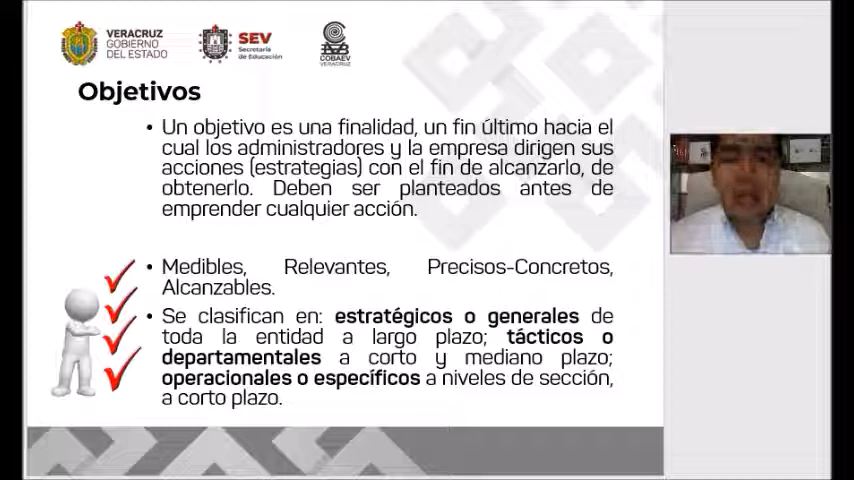 VERACRUZ
GOBIERNO
DEL ESTADO
SEV
Secretaría
de Educación
COBAEV
VERACRUZ
Objetivos
• Un objetivo es una finalidad, un fin último hacia el
cual los administradores y la empresa dirigen sus
acciones (estrategias) con el fin de alcanzarlo, de
obtenerlo. Deben ser planteados antes de
emprender cualquier acción.
• Medibles, Relevantes, Precisos-Concretos,
Alcanzables.
• Se clasifican en: estratégicos o generales de
toda la entidad a largo plazo; tácticos o
departamentales a corto y mediano plazo;
operacionales o específicos a niveles de sección,
a corto plazo.